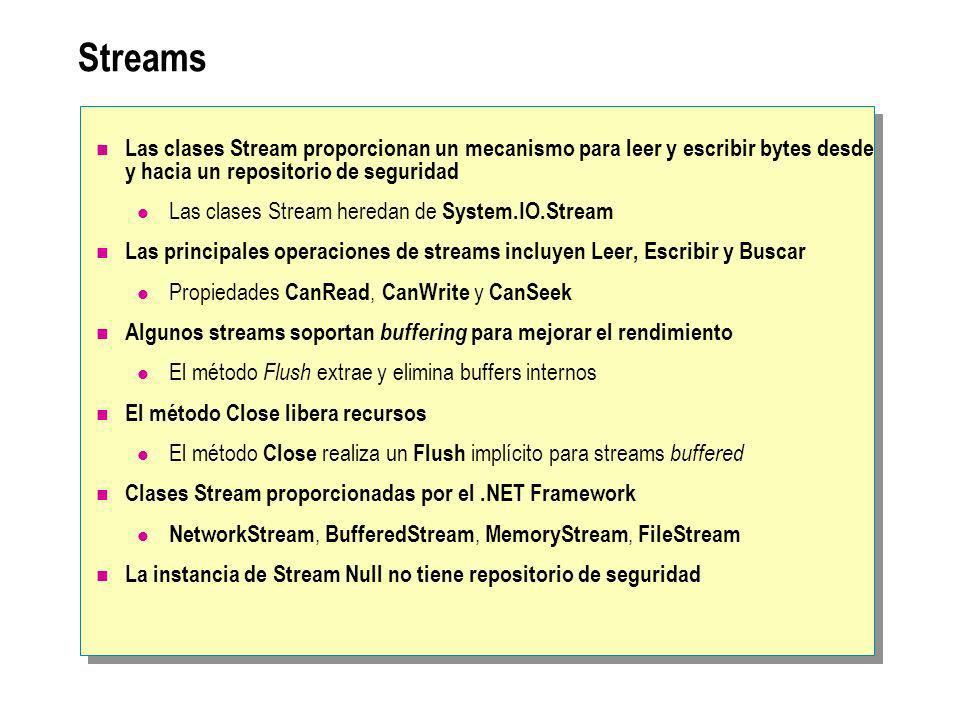 Streams
Las clases Stream proporcionan un mecanismo para leer y escribir bytes desde
y hacia un repositorio de seguridad
Las clases Stream heredan de System.IO.Stream
Las principales operaciones de streams incluyen Leer, Escribir y Buscar
Propiedades CanRead, CanWrite y CanSeek
Algunos streams soportan buffering para mejorar el rendimiento
El método Flush extrae y elimina buffers internos
El método Close libera recursos
El método Close realiza un Flush implícito para streams buffered
Clases Stream proporcionadas por el .NET Framework
NetworkStream, BufferedStream, MemoryStream, FileStream
La instancia de Stream Null no tiene repositorio de seguridad